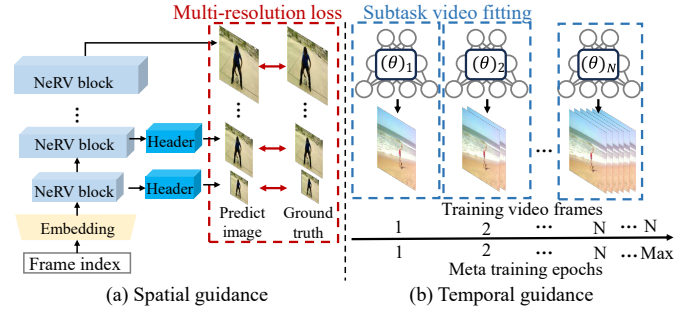 Multi-resolution loss
NeRV block
...
NeRV block
Header
NeRV block
Header
Embedding
Frame index
...
...
Predict image
Ground truth
(a) Spatial guidance
Subtask video fitting
(θ)₁
(θ)₂
(θ)N
...
Training video frames
1 2 ... N ... N
1 2 ... N ... Max
Meta training epochs
(b) Temporal guidance